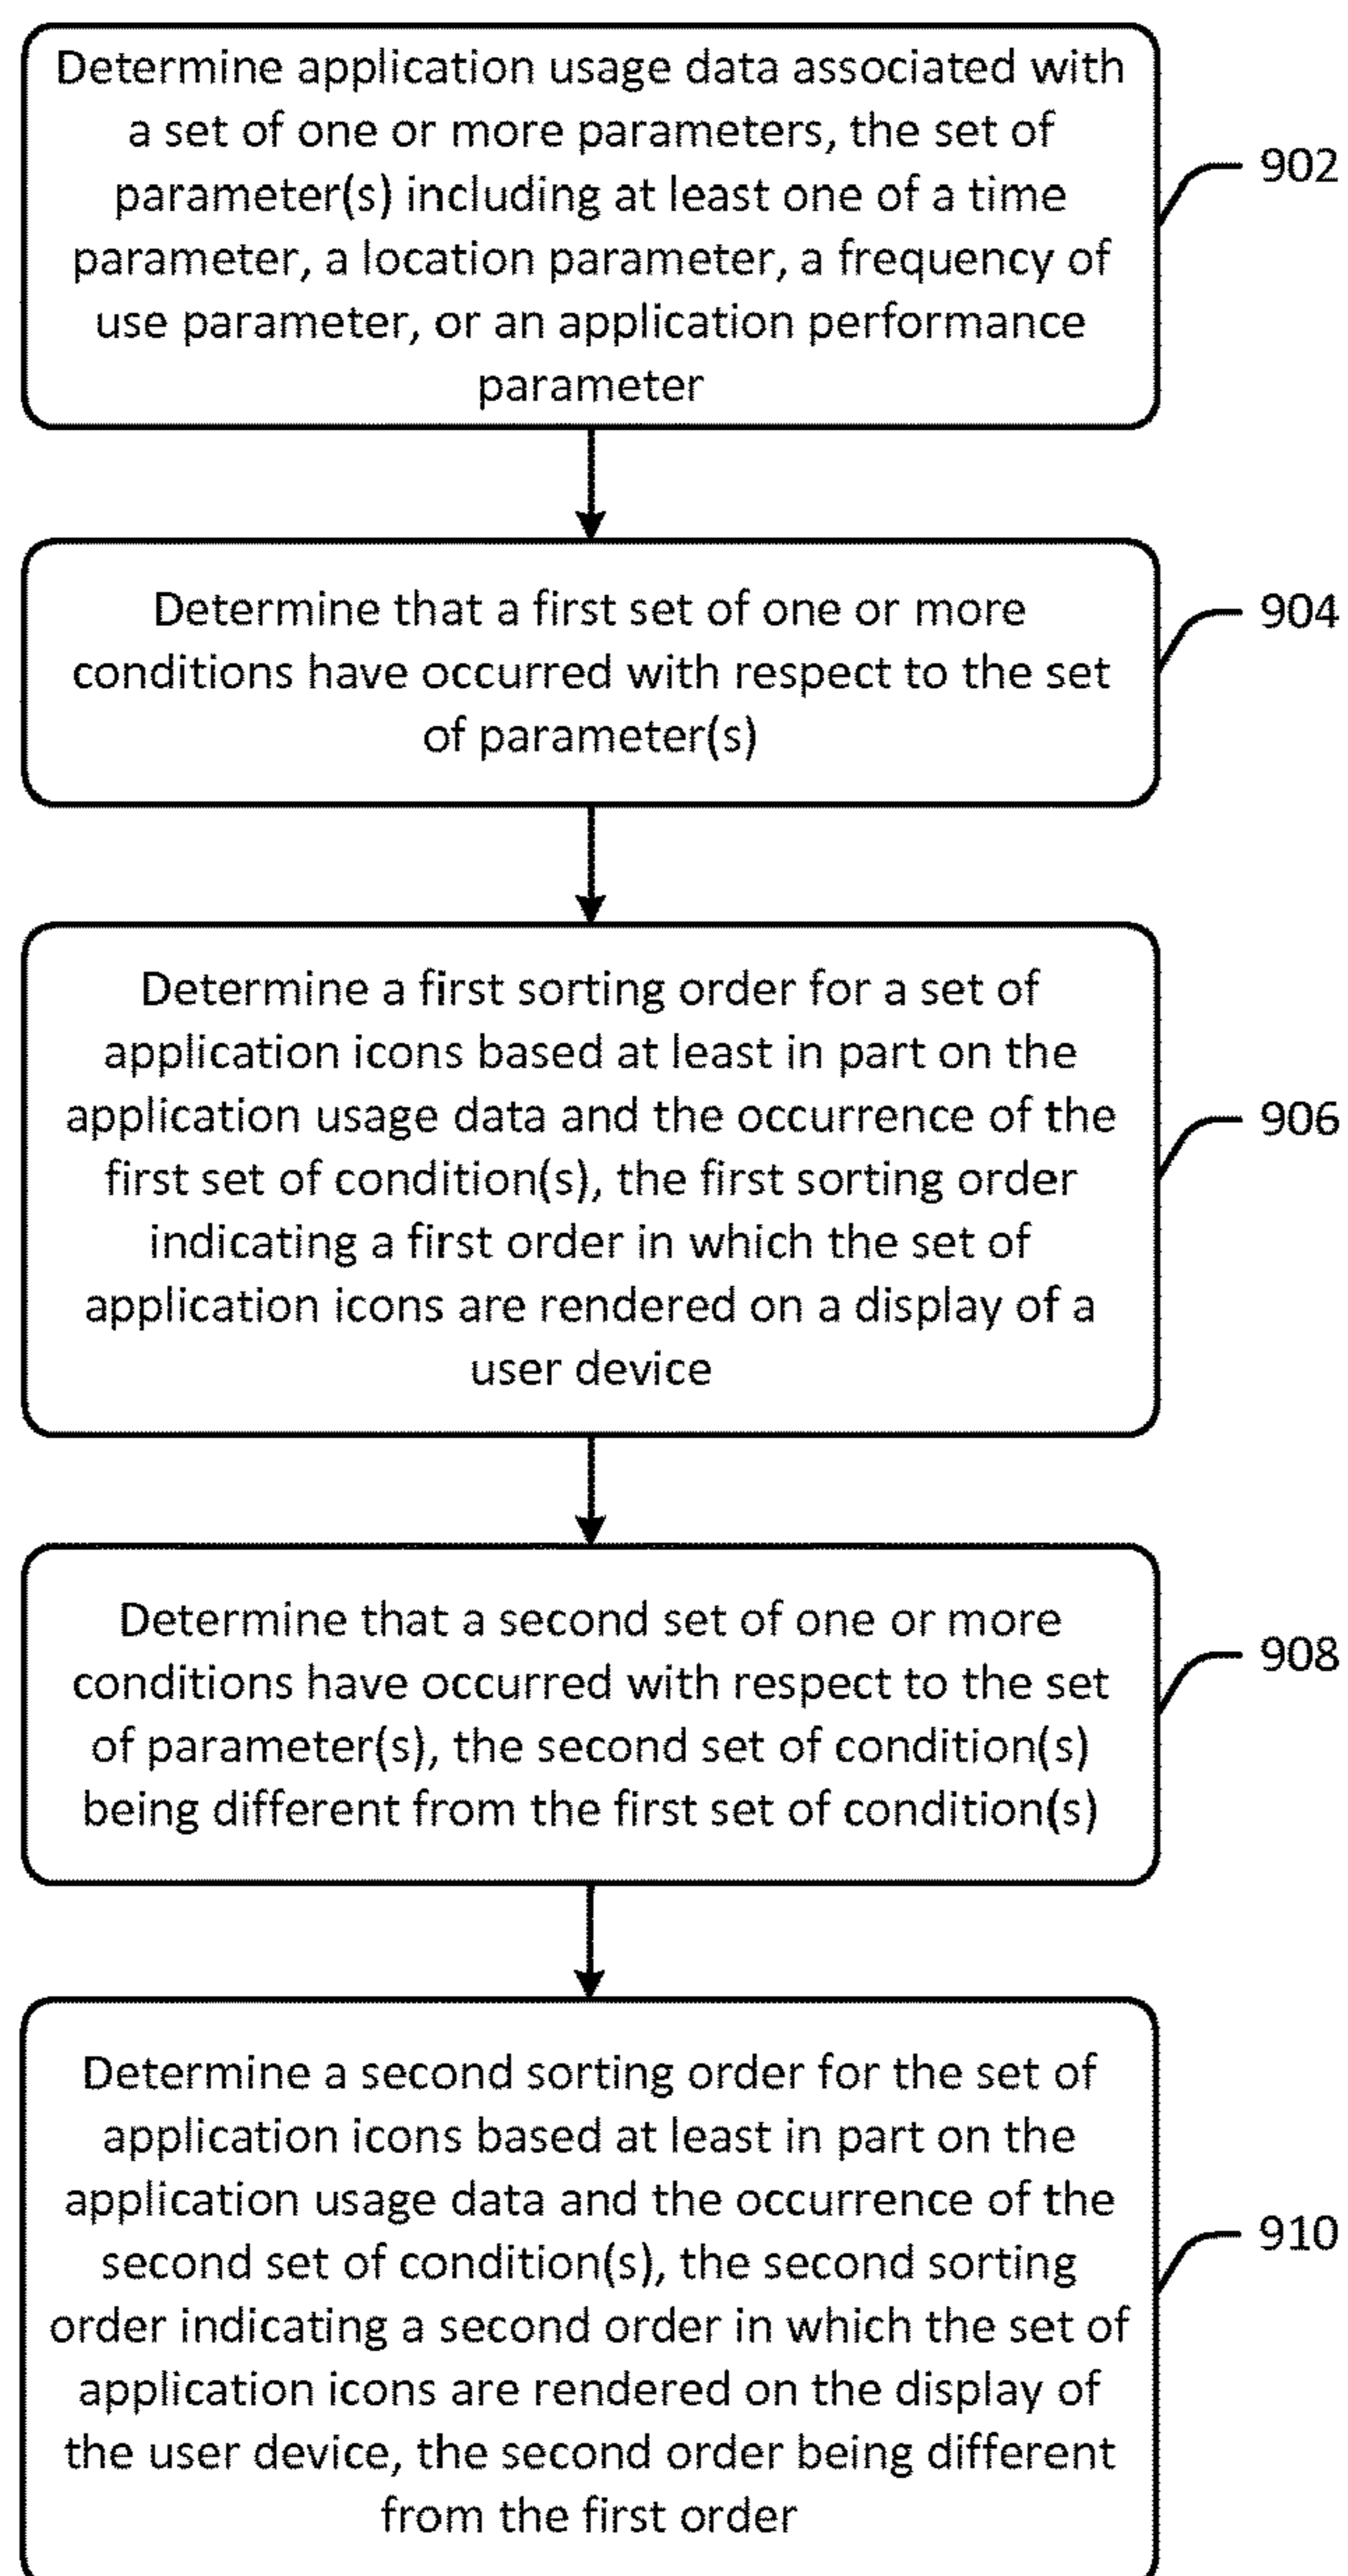 Determine application usage data associated with
a set of one or more parameters, the set of
parameter(s) including at least one of a time
parameter, a location parameter, a frequency of
use parameter, or an application performance
parameter
902
Determine that a first set of one or more
conditions have occurred with respect to the set
of parameter(s)
904
Determine a first sorting order for a set of
application icons based at least in part on the
application usage data and the occurrence of the
first set of condition(s), the first sorting order
indicating a first order in which the set of
application icons are rendered on a display of a
user device
906
Determine that a second set of one or more
conditions have occurred with respect to the set
of parameter(s), the second set of condition(s)
being different from the first set of condition(s)
908
Determine a second sorting order for the set of
application icons based at least in part on the
application usage data and the occurrence of the
second set of condition(s), the second sorting
order indicating a second order in which the set of
application icons are rendered on the display of
the user device, the second order being different
from the first order
910